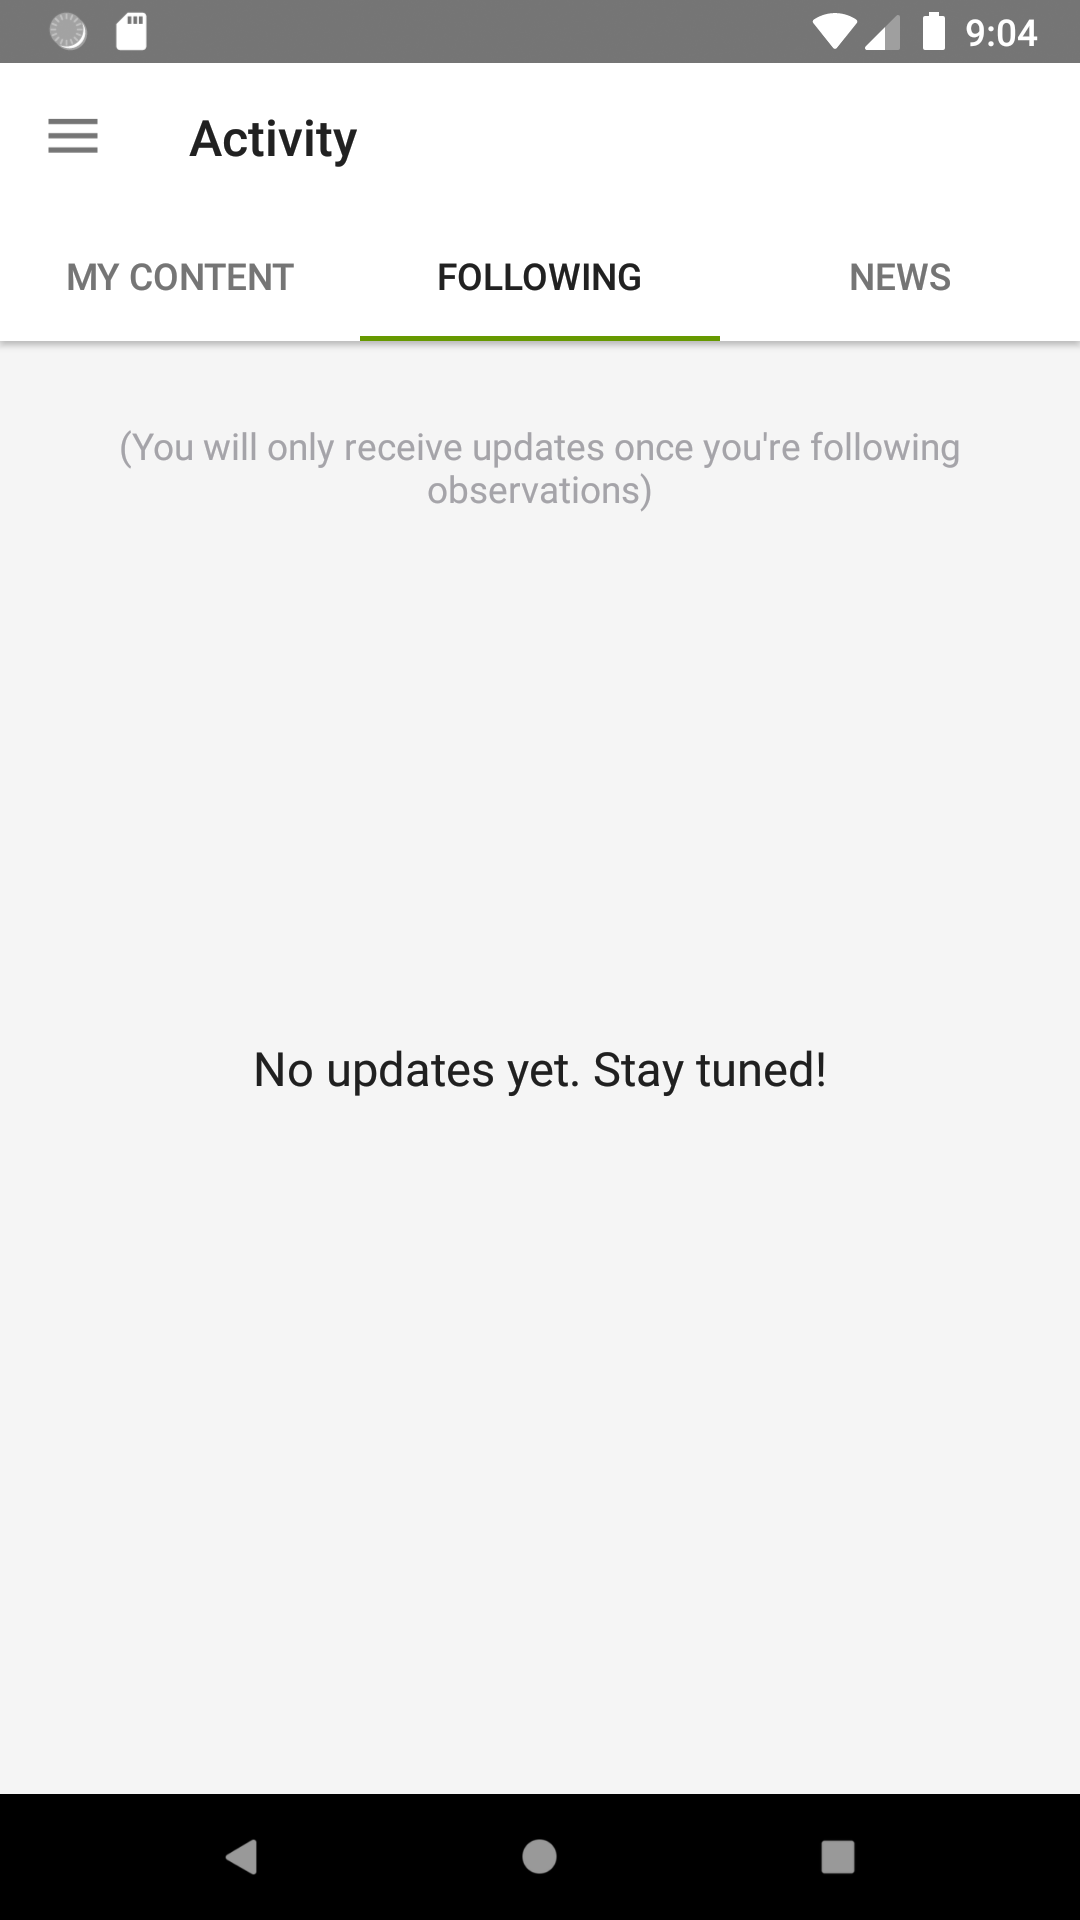 9:04
Activity
MY CONTENT
FOLLOWING
NEWS
(You will only receive updates once you're following
observations)
No updates yet. Stay tuned!